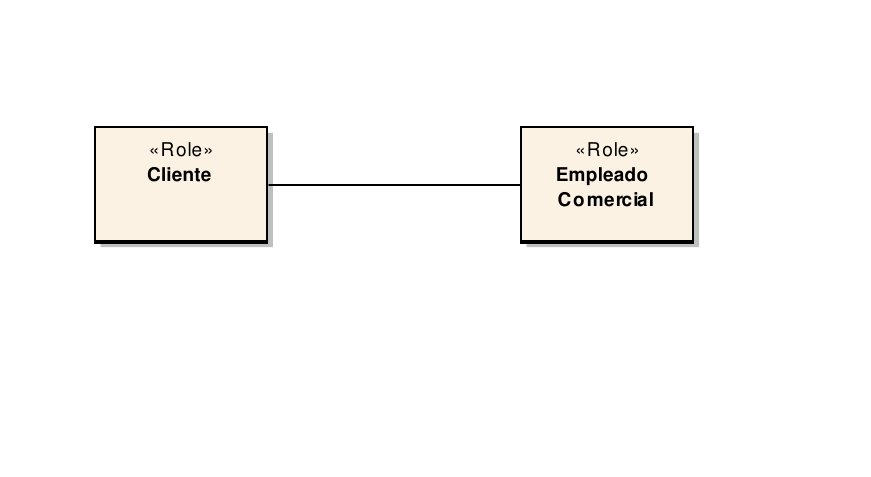 «Role»
Cliente
«Role»
Empleado
Comercial